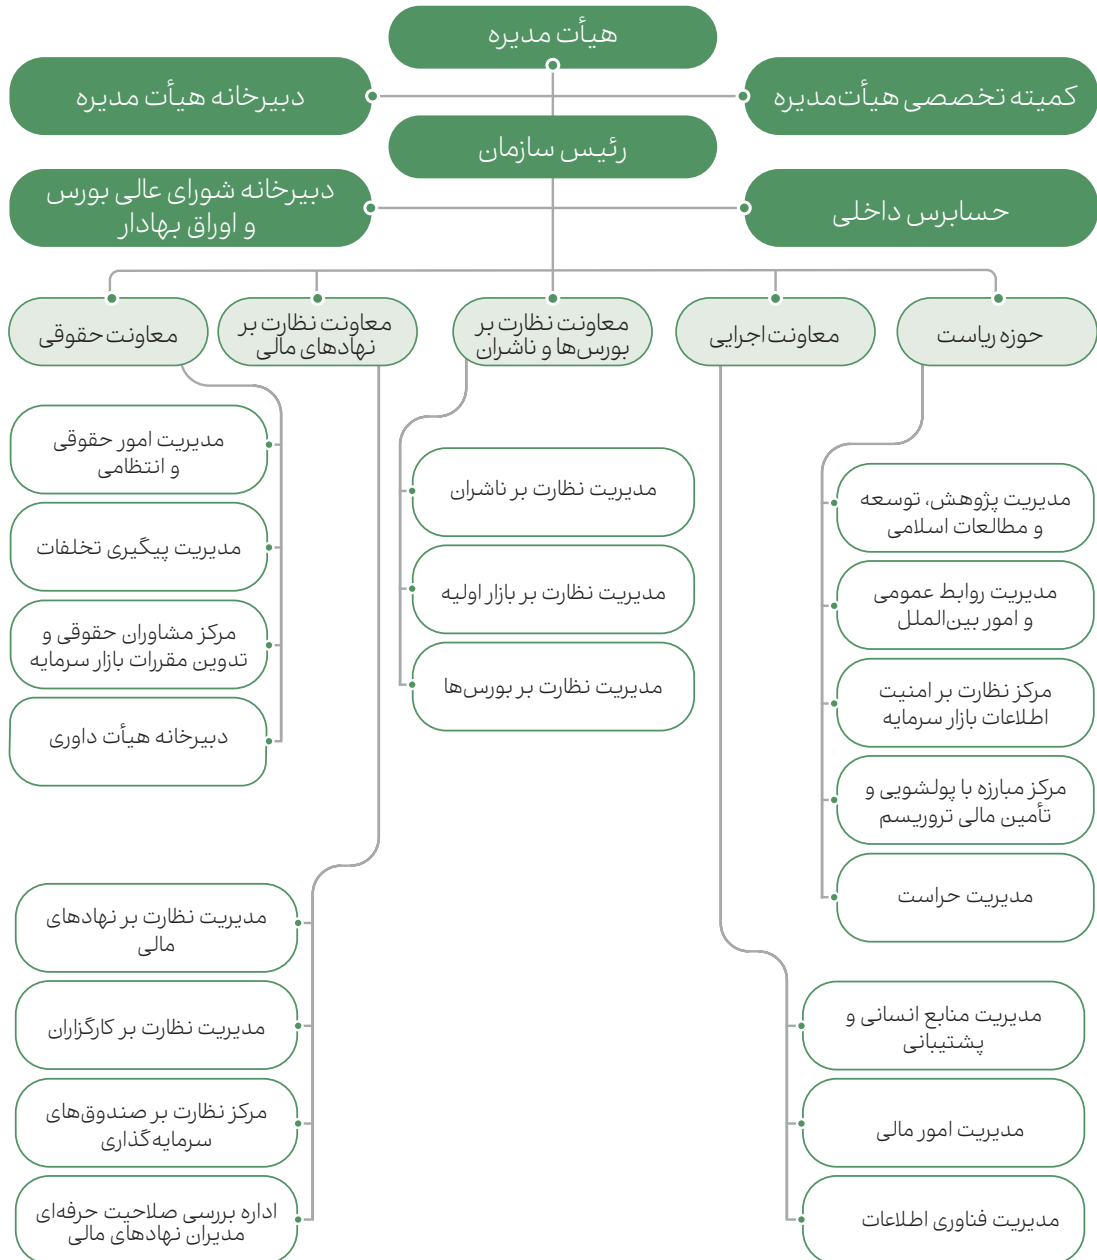 هیأت مدیره
کمیته تخصصی هیأت‌مدیره
دبیرخانه هیأت مدیره
رئیس سازمان
حسابرس داخلی
دبیرخانه شورای عالی بورس
و اوراق بهادار
حوزه ریاست
معاونت اجرایی
معاونت نظارت بر
بورس‌ها و ناشران
معاونت نظارت بر
نهادهای مالی
معاونت حقوقی
مدیریت پژوهش، توسعه
و مطالعات اسلامی
مدیریت روابط عمومی
و امور بین‌الملل
مرکز نظارت بر امنیت
اطلاعات بازار سرمایه
مرکز مبارزه با پولشویی و
تأمین مالی تروریسم
مدیریت حراست
مدیریت منابع انسانی و
پشتیبانی
مدیریت امور مالی
مدیریت فناوری اطلاعات
مدیریت نظارت بر ناشران
مدیریت نظارت بر بازار اولیه
مدیریت نظارت بر بورس‌ها
مدیریت نظارت بر نهادهای
مالی
مدیریت نظارت بر کارگزاران
مرکز نظارت بر صندوق‌های
سرمایه‌گذاری
اداره بررسی صلاحیت حرفه‌ای
مدیران نهادهای مالی
مدیریت امور حقوقی
و انتظامی
مدیریت پیگیری تخلفات
مرکز مشاوران حقوقی و
تدوین مقررات بازار سرمایه
دبیرخانه هیأت داوری